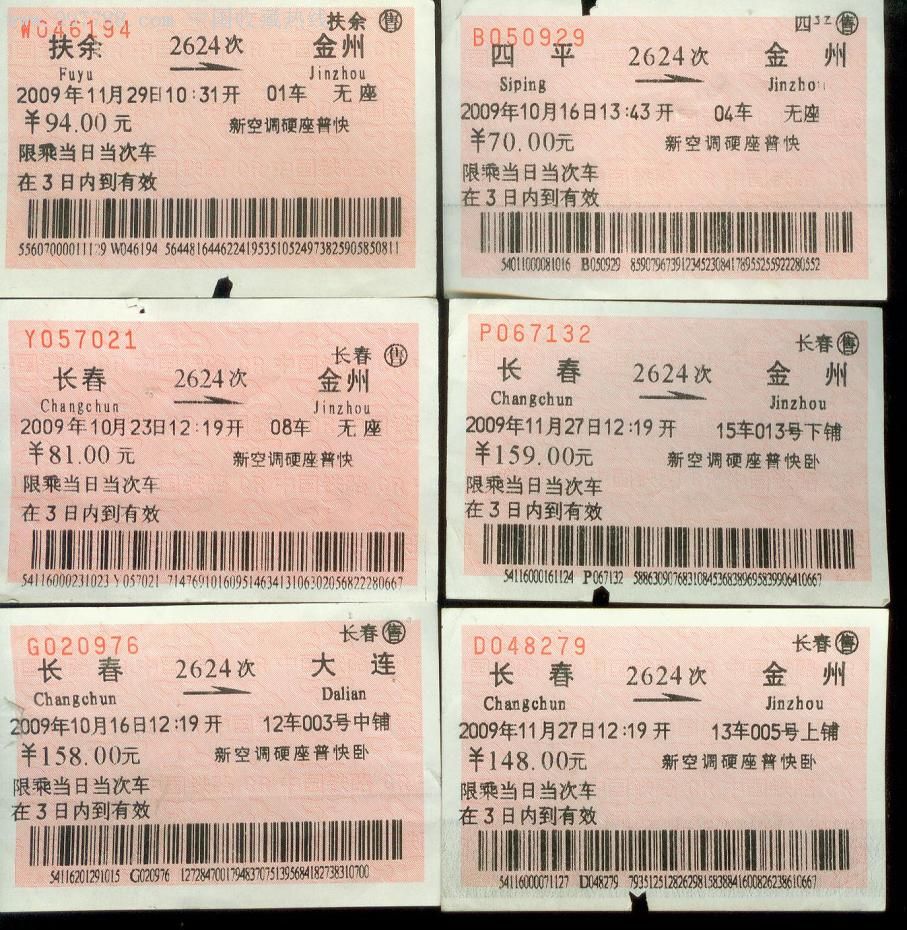 W046194
扶余 售
扶余 2624次 金州
Fuyu Jinzhou
2009年11月29日10:31开 01车 无座
￥94.00元 新空调硬座普快
限乘当日当次车
在3日内到有效
W046194 56448164462241953510524973825905850811
B050929
四 售
四平 2624次 金州
Siping Jinzhou
2009年10月16日13:43开 04车 无座
￥70.00元 新空调硬座普快
限乘当日当次车
在3日内到有效
54011000081016 B050929 85907967391234523084178955255922280552
Y057021
长春 售
长春 2624次 金州
Changchun Jinzhou
2009年10月23日12:19开 08车 无座
￥81.00元 新空调硬座普快
限乘当日当次车
在3日内到有效
54116000231023 Y057021 71476910160951463413106302056822280667
P067132
长春 售
长春 2624次 金州
Changchun Jinzhou
2009年11月27日12:19开 15车013号下铺
￥159.00元 新空调硬座普快卧
限乘当日当次车
在3日内到有效
54116000161124 P067132 58863090768310845368389695839906410667
G020976
长春 售
长春 2624次 大连
Changchun Dalian
2009年10月16日12:19开 12车003号中铺
￥158.00元 新空调硬座普快卧
限乘当日当次车
在3日内到有效
54116201291015 G020976 12728470017948370751395684182738310700
D048279
长春 售
长春 2624次 金州
Changchun Jinzhou
2009年11月27日12:19开 13车005号上铺
￥148.00元 新空调硬座普快卧
限乘当日当次车
在3日内到有效
54116000071127 D048279 79351251282629815838841600826238610667